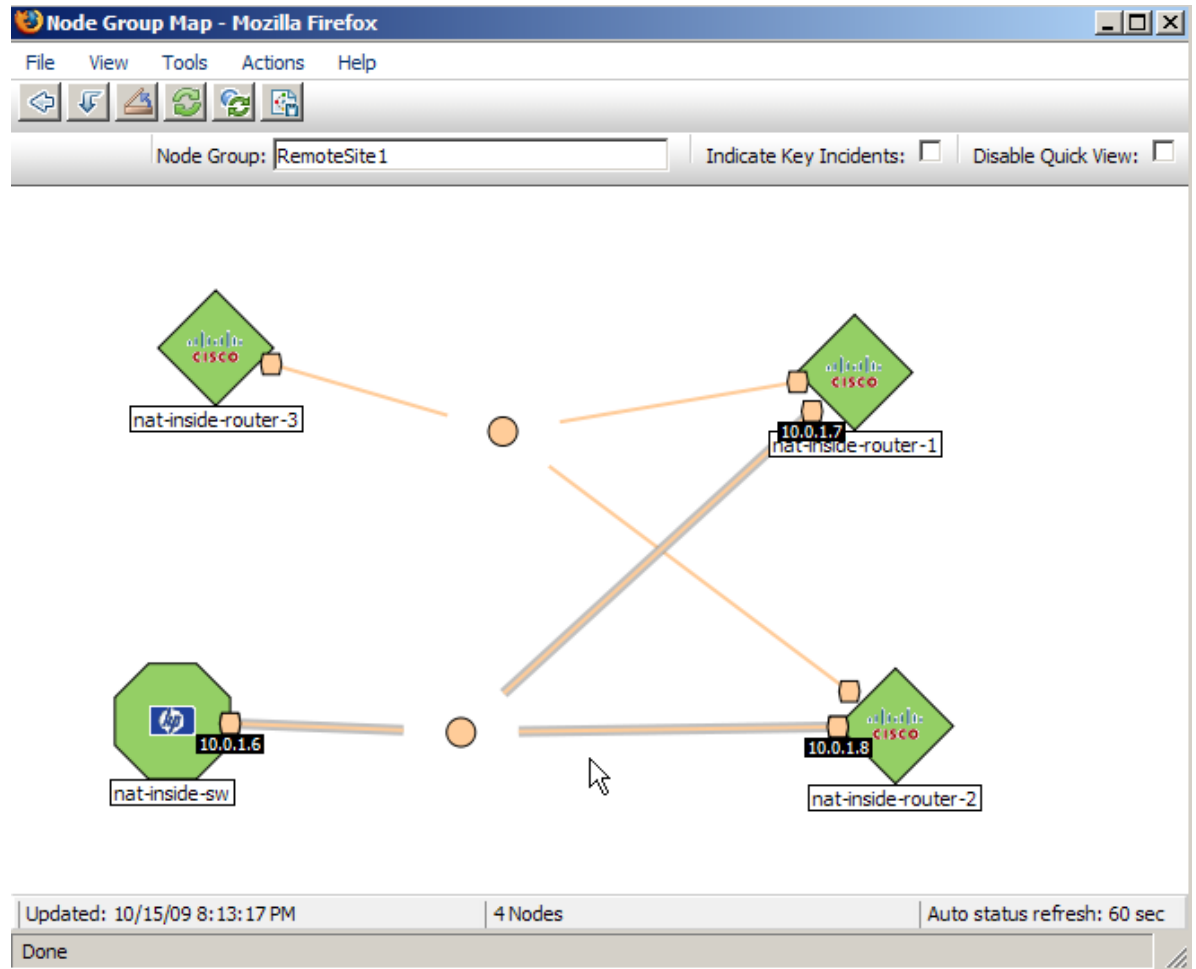 Node Group Map - Mozilla Firefox
File View Tools Actions Help
Node Group: RemoteSite1 Indicate Key Incidents: Disable Quick View:
CISCO
nat-inside-router-3
CISCO
10.0.1.7
nat-inside-router-1
hp
10.0.1.6
nat-inside-sw
CISCO
10.0.1.8
nat-inside-router-2
Updated: 10/15/09 8:13:17 PM 4 Nodes Auto status refresh: 60 sec
Done